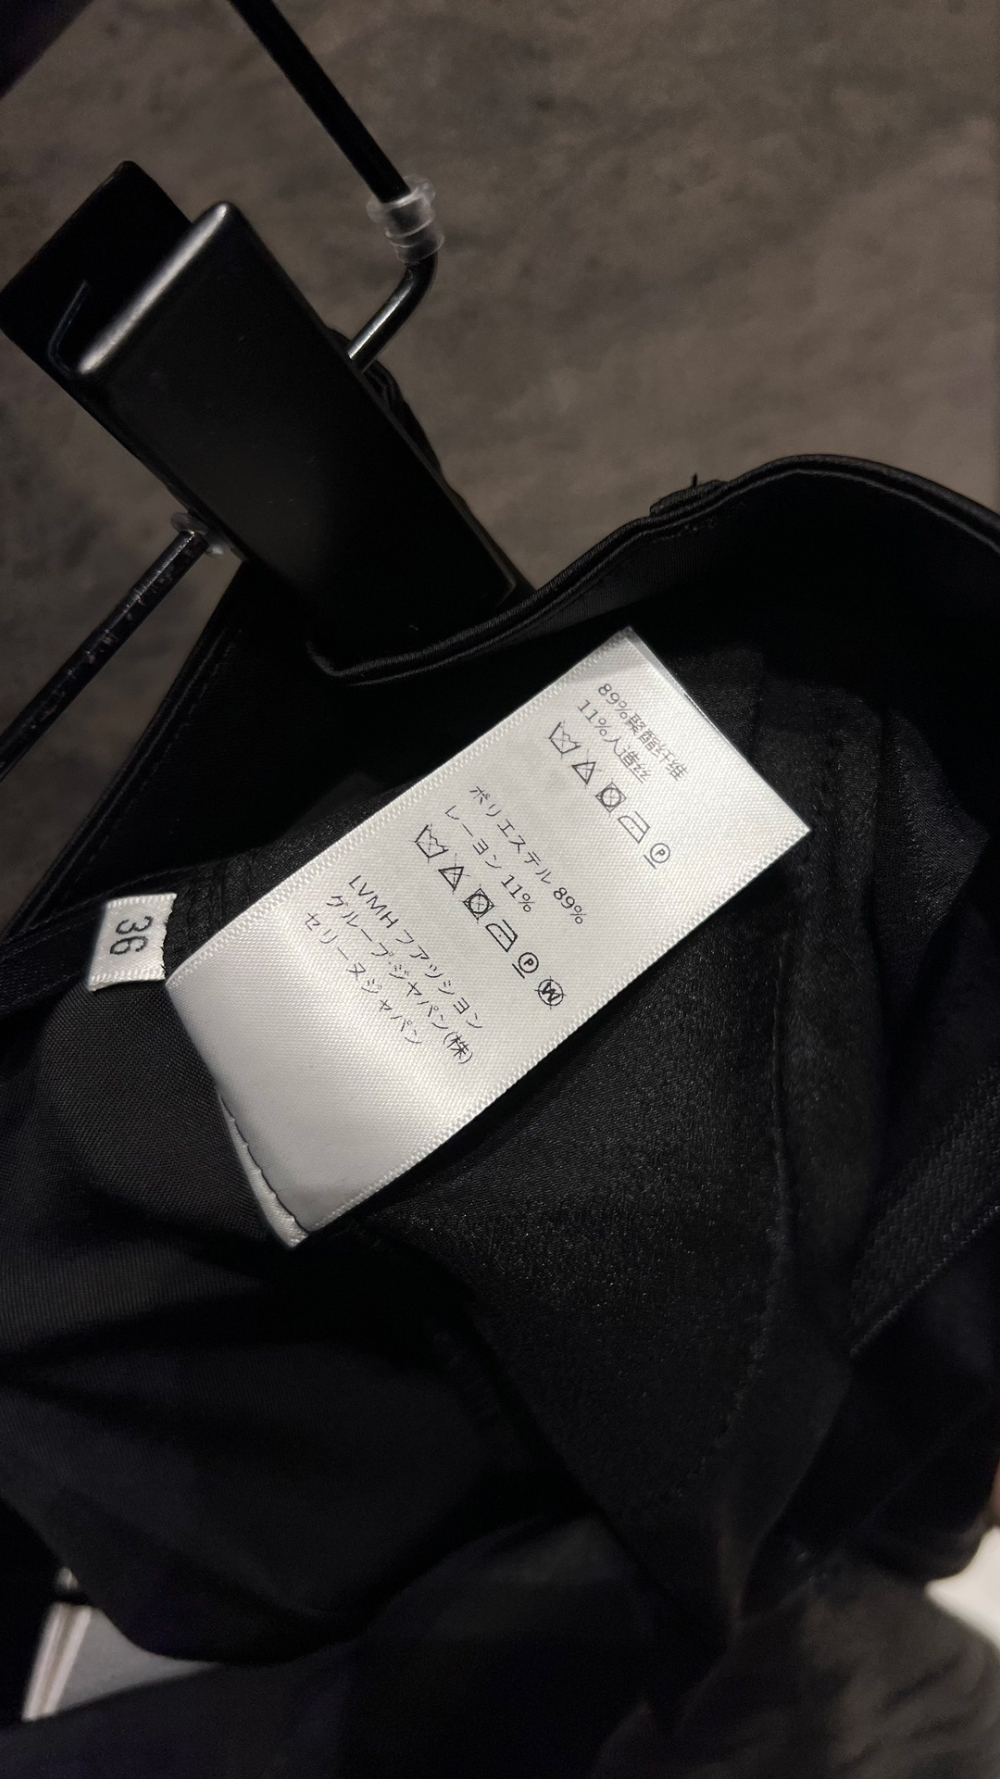 89%聚酯纤维
11%人造丝
P
ポリエステル 89%
レーヨン 11%
P W
LVMH ファッション
グループ·ジャパン(株)
セリーヌジャパン
36